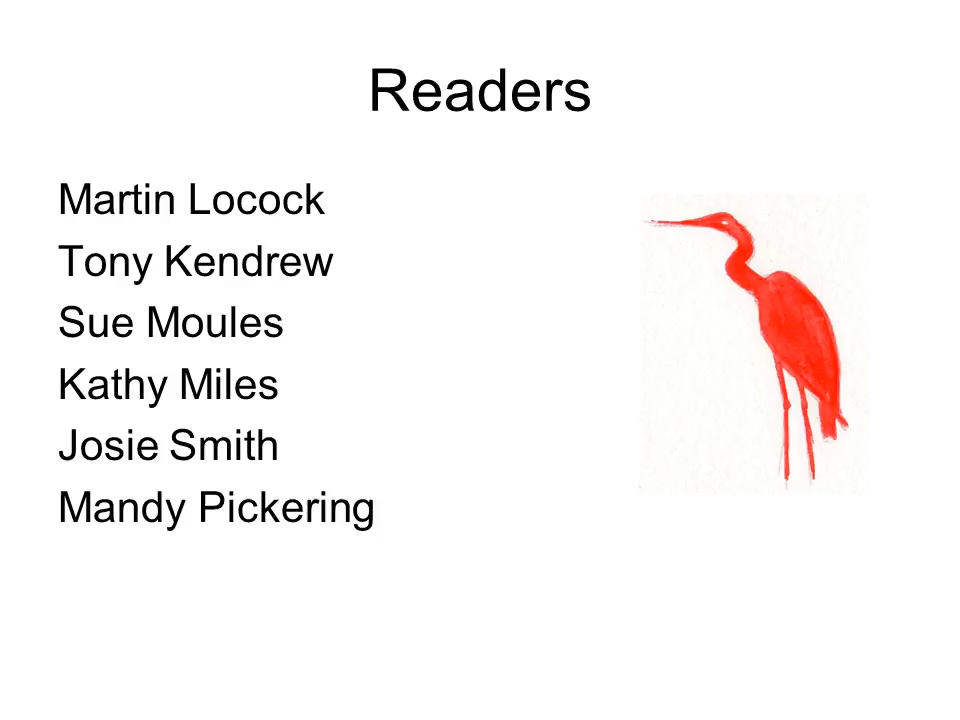 Readers
Martin Locock
Tony Kendrew
Sue Moules
Kathy Miles
Josie Smith
Mandy Pickering